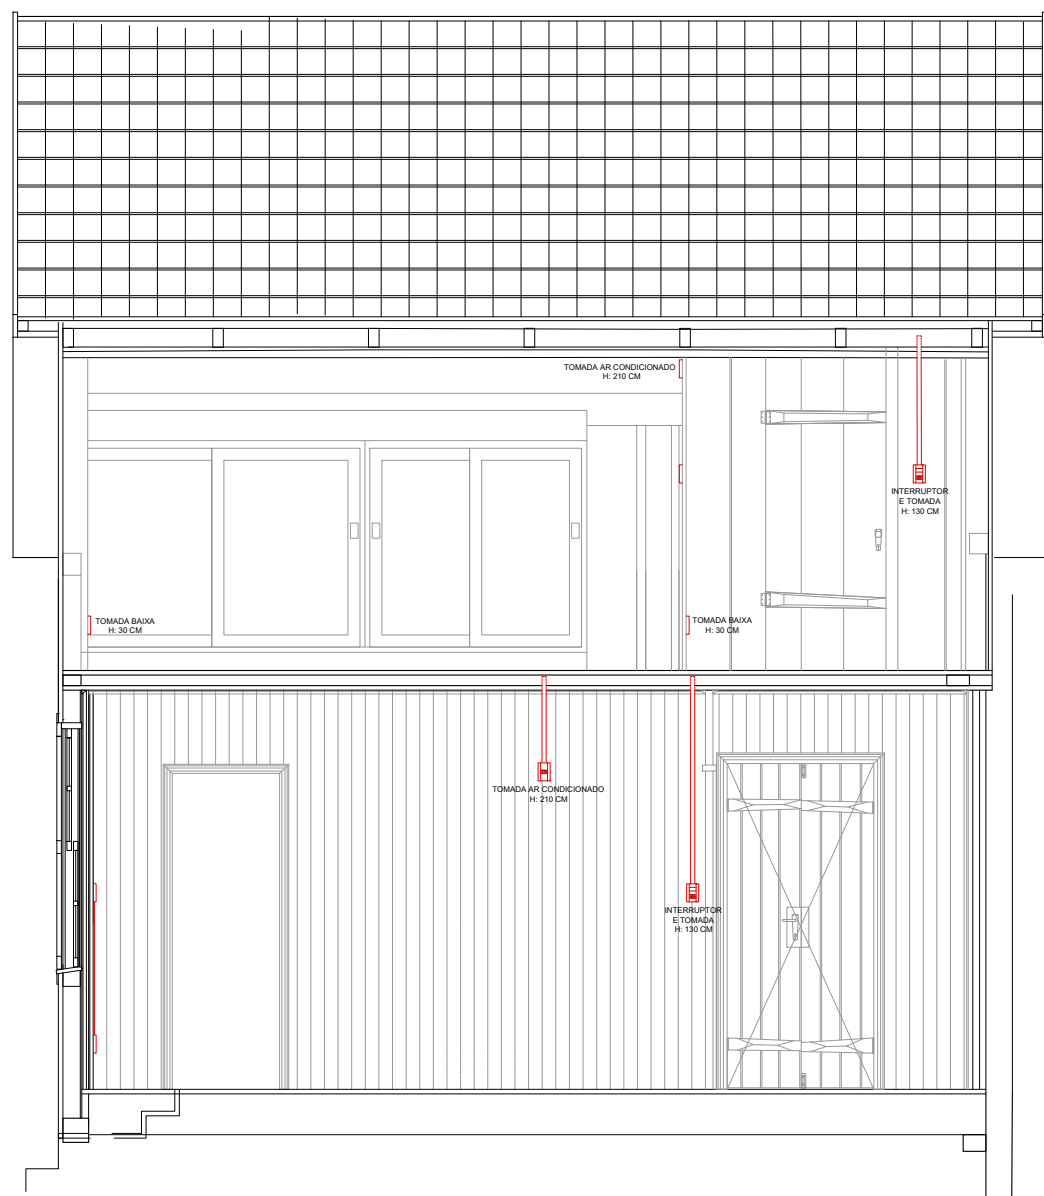 TOMADA AR CONDICIONADO
H: 210 CM
INTERRUPTOR
E TOMADA
H: 130 CM
TOMADA BAIXA
H: 30 CM
TOMADA BAIXA
H: 30 CM
TOMADA AR CONDICIONADO
H: 210 CM
INTERRUPTOR
E TOMADA
H: 130 CM